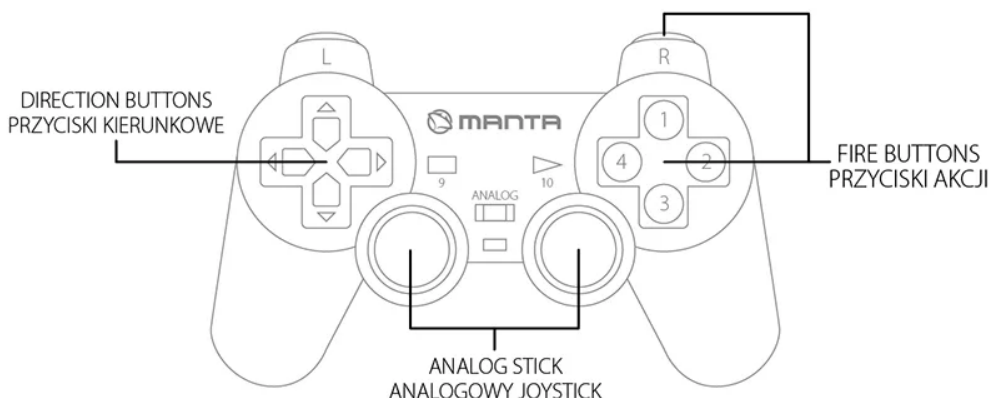 L
R
DIRECTION BUTTONS
PRZYCISKI KIERUNKOWE
MANTA
1
4
2
3
9
10
ANALOG
FIRE BUTTONS
PRZYCISKI AKCJI
ANALOG STICK
ANALOGOWY JOYSTICK